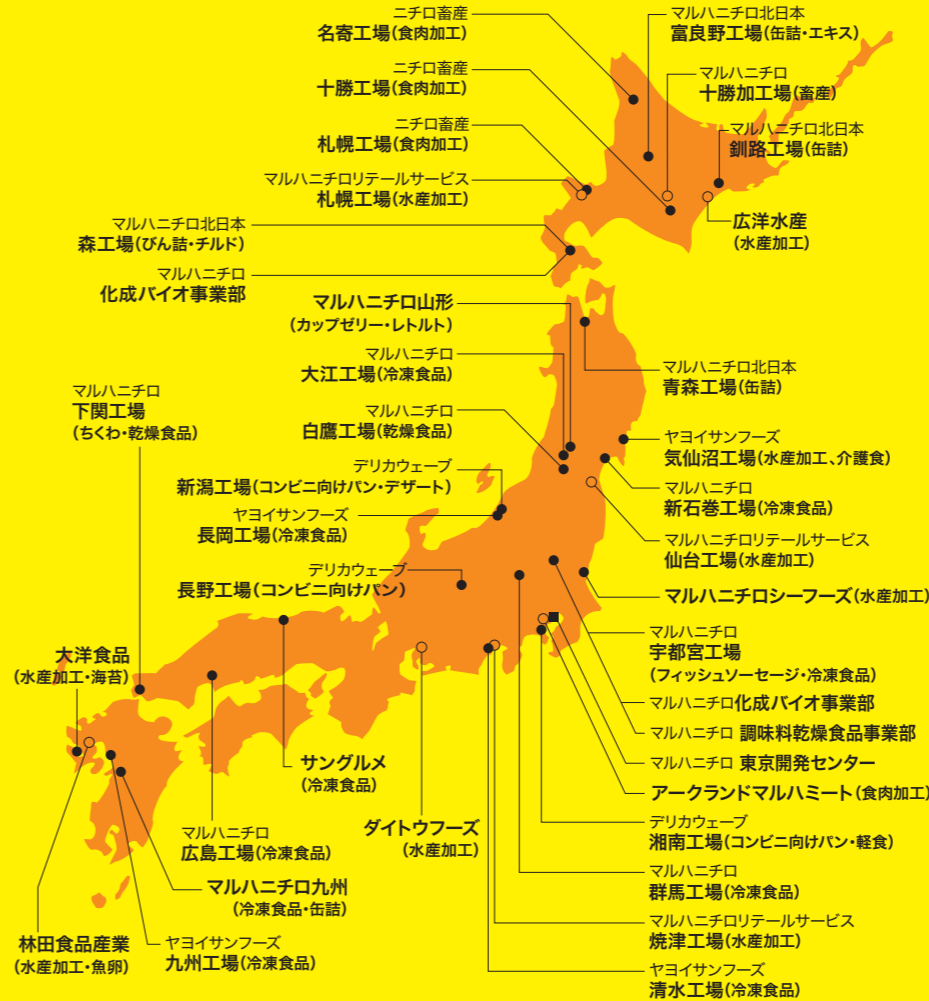 ニチロ畜産
名寄工場(食肉加工)
ニチロ畜産
十勝工場(食肉加工)
ニチロ畜産
札幌工場(食肉加工)
マルハニチロリテールサービス
札幌工場(水産加工)
マルハニチロ北日本
森工場(びん詰・チルド)
マルハニチロ
化成バイオ事業部
マルハニチロ山形
(カップゼリー・レトルト)
マルハニチロ
大江工場(冷凍食品)
マルハニチロ
白鷹工場(乾燥食品)
デリカウェーブ
新潟工場(コンビニ向けパン・デザート)
ヤヨイサンフーズ
長岡工場(冷凍食品)
デリカウェーブ
長野工場(コンビニ向けパン)
マルハニチロ
下関工場
(ちくわ・乾燥食品)
大洋食品
(水産加工・海苔)
マルハニチロ北日本
富良野工場(缶詰・エキス)
マルハニチロ
十勝加工場(畜産)
マルハニチロ北日本
釧路工場(缶詰)
広洋水産
(水産加工)
マルハニチロ北日本
青森工場(缶詰)
ヤヨイサンフーズ
気仙沼工場(水産加工、介護食)
マルハニチロ
新石巻工場(冷凍食品)
マルハニチロリテールサービス
仙台工場(水産加工)
マルハニチロシーフーズ(水産加工)
マルハニチロ
宇都宮工場
(フィッシュソーセージ・冷凍食品)
マルハニチロ化成バイオ事業部
マルハニチロ 調味料乾燥食品事業部
マルハニチロ 東京開発センター
アークランドマルハミート(食肉加工)
デリカウェーブ
湘南工場(コンビニ向けパン・軽食)
マルハニチロ
群馬工場(冷凍食品)
マルハニチロリテールサービス
焼津工場(水産加工)
ヤヨイサンフーズ
清水工場(冷凍食品)
サングルメ
(冷凍食品)
ダイトウフーズ
(水産加工)
マルハニチロ
広島工場(冷凍食品)
マルハニチロ九州
(冷凍食品・缶詰)
ヤヨイサンフーズ
九州工場(冷凍食品)
林田食品産業
(水産加工・魚卵)